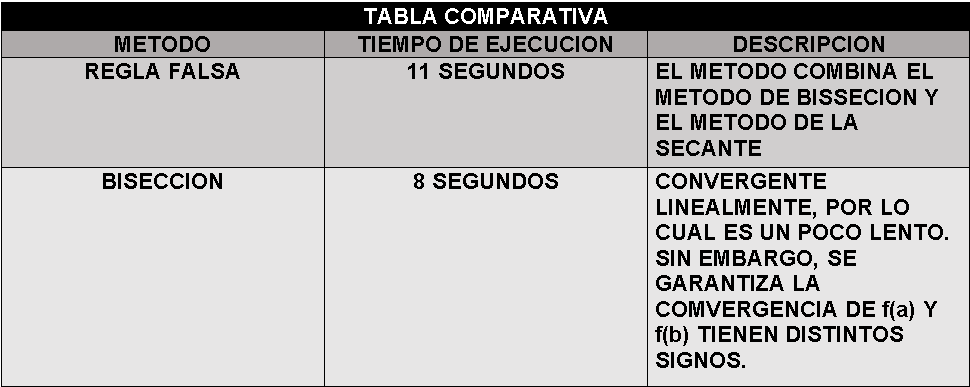 TABLA COMPARATIVA
METODO TIEMPO DE EJECUCION DESCRIPCION
REGLA FALSA 11 SEGUNDOS EL METODO COMBINA EL
METODO DE BISSECION Y
EL METODO DE LA
SECANTE
BISECCION 8 SEGUNDOS CONVERGENTE
LINEALMENTE, POR LO
CUAL ES UN POCO LENTO.
SIN EMBARGO, SE
GARANTIZA LA
COMVERGENCIA DE f(a) Y
f(b) TIENEN DISTINTOS
SIGNOS.